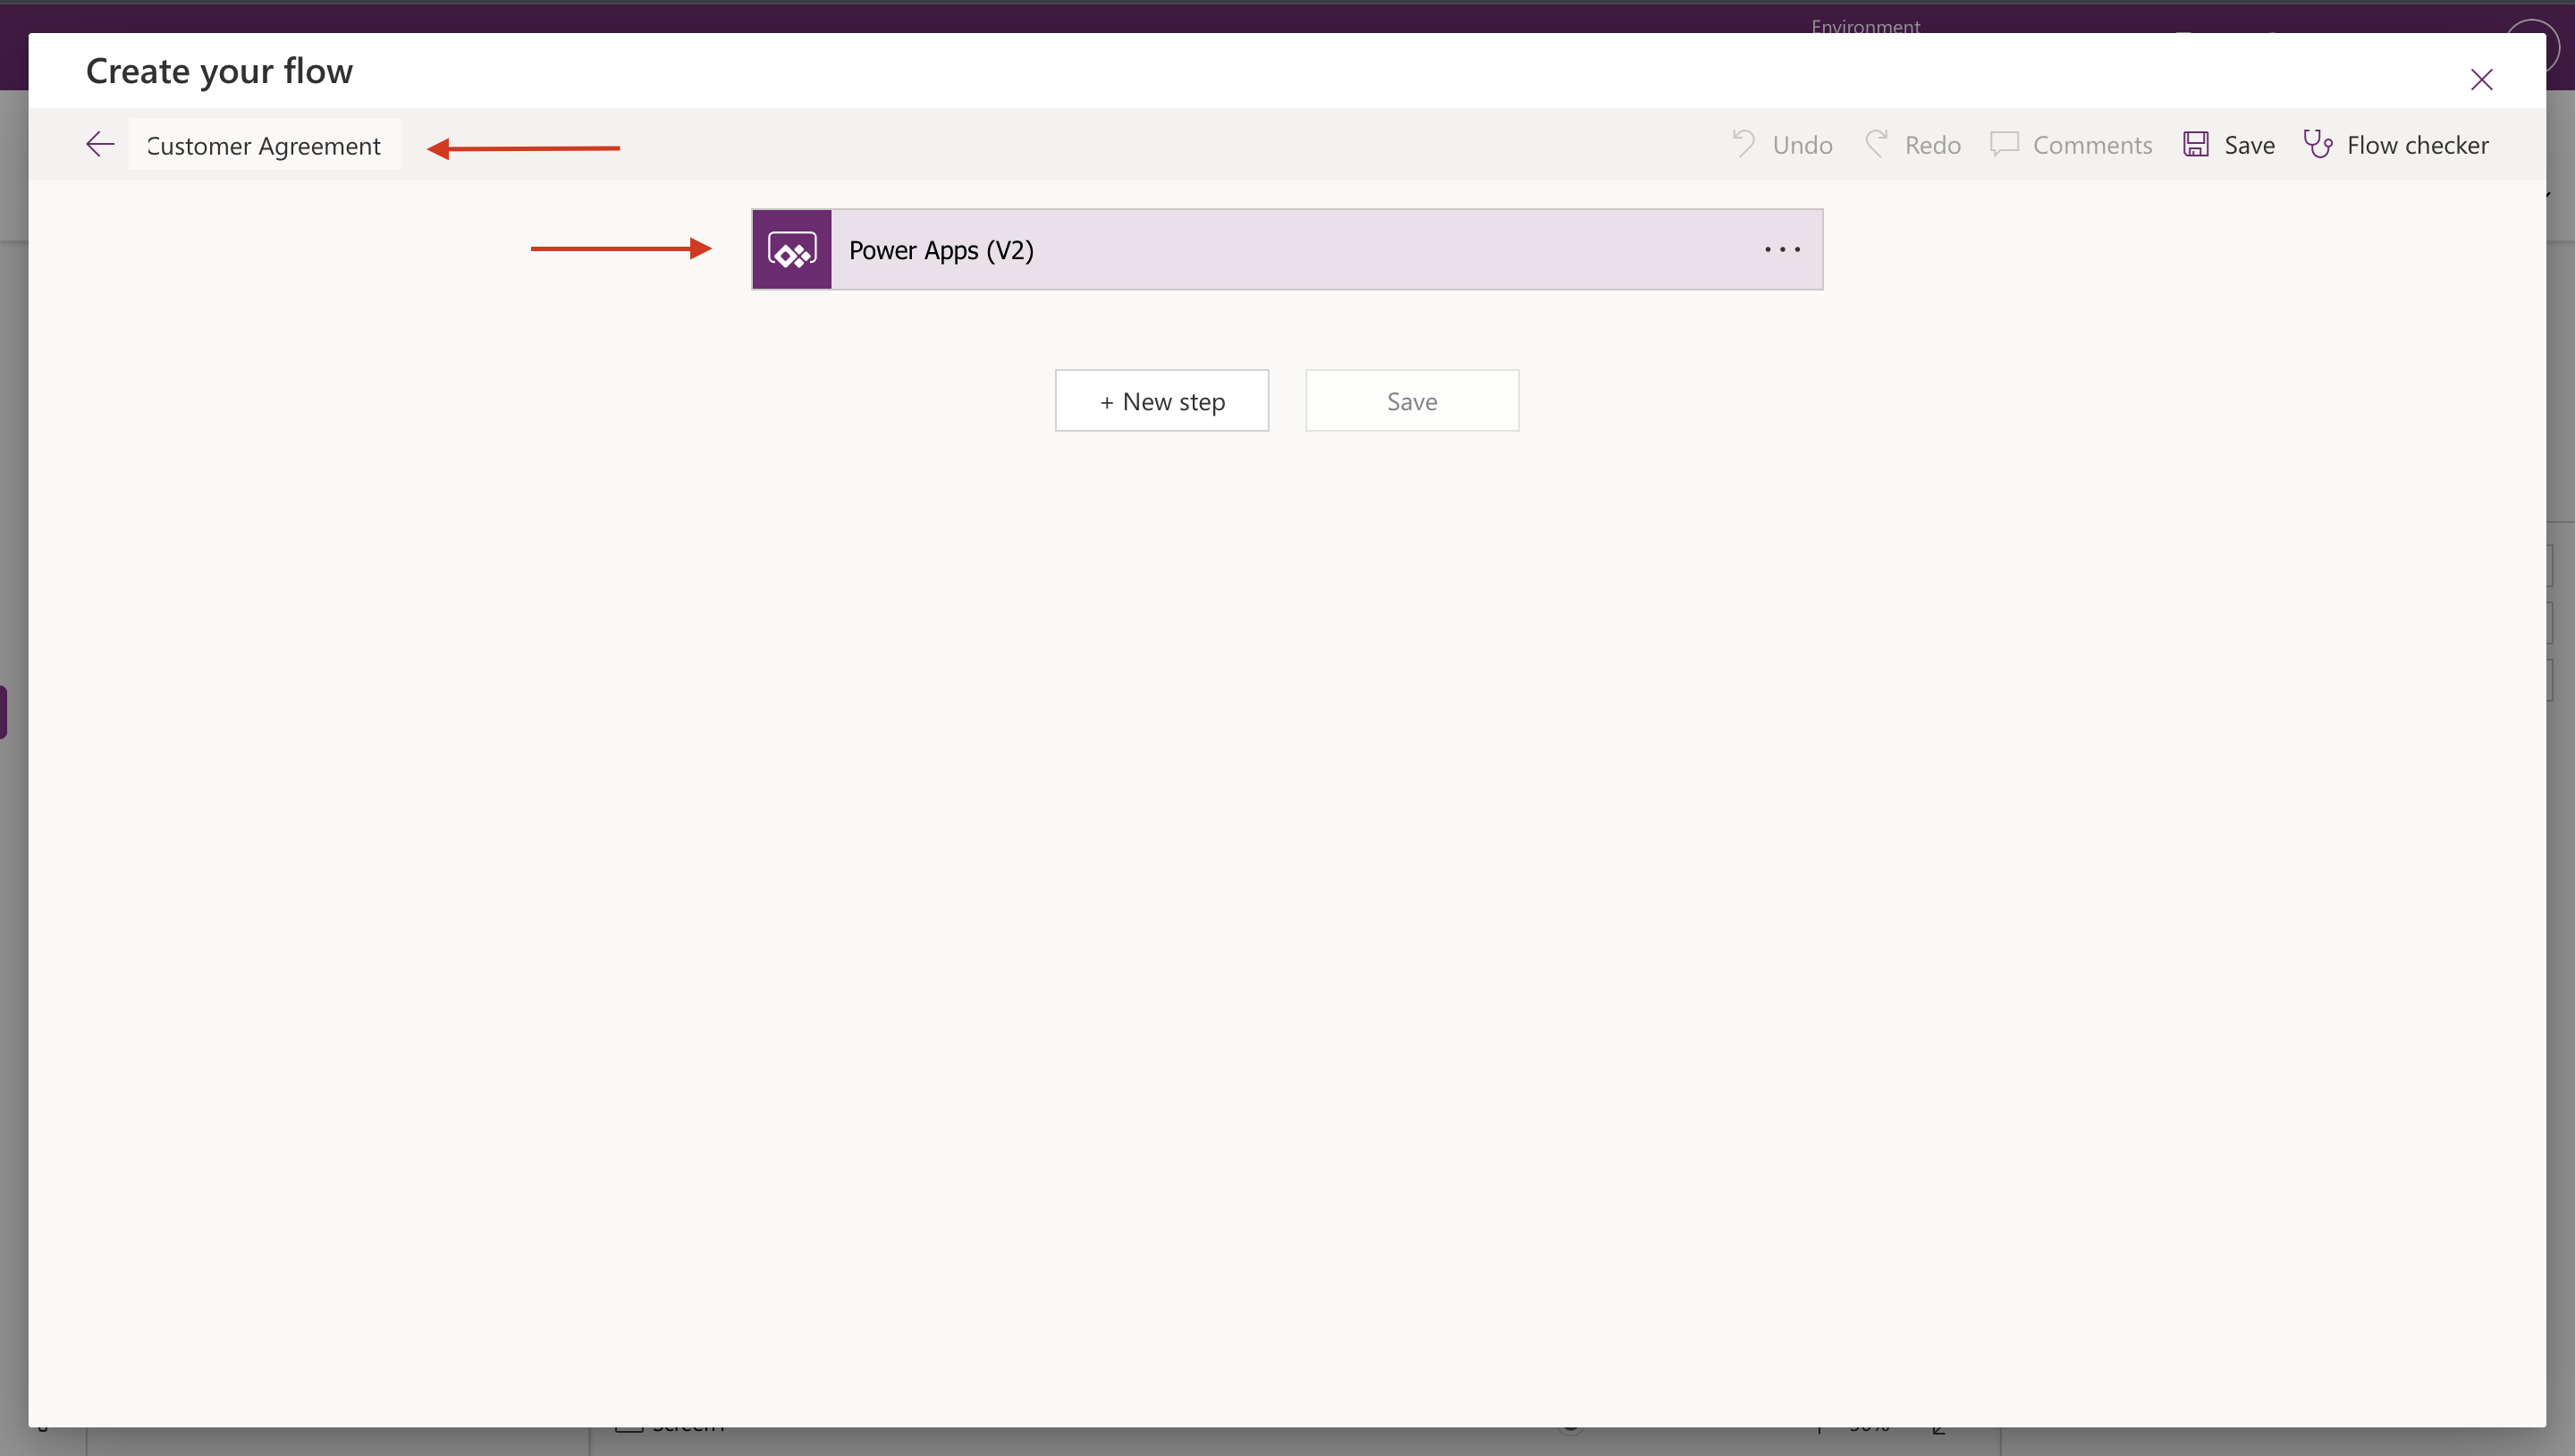 Environment
Create your flow
Customer Agreement
Undo Redo Comments Save Flow checker
Power Apps (V2)
+ New step Save